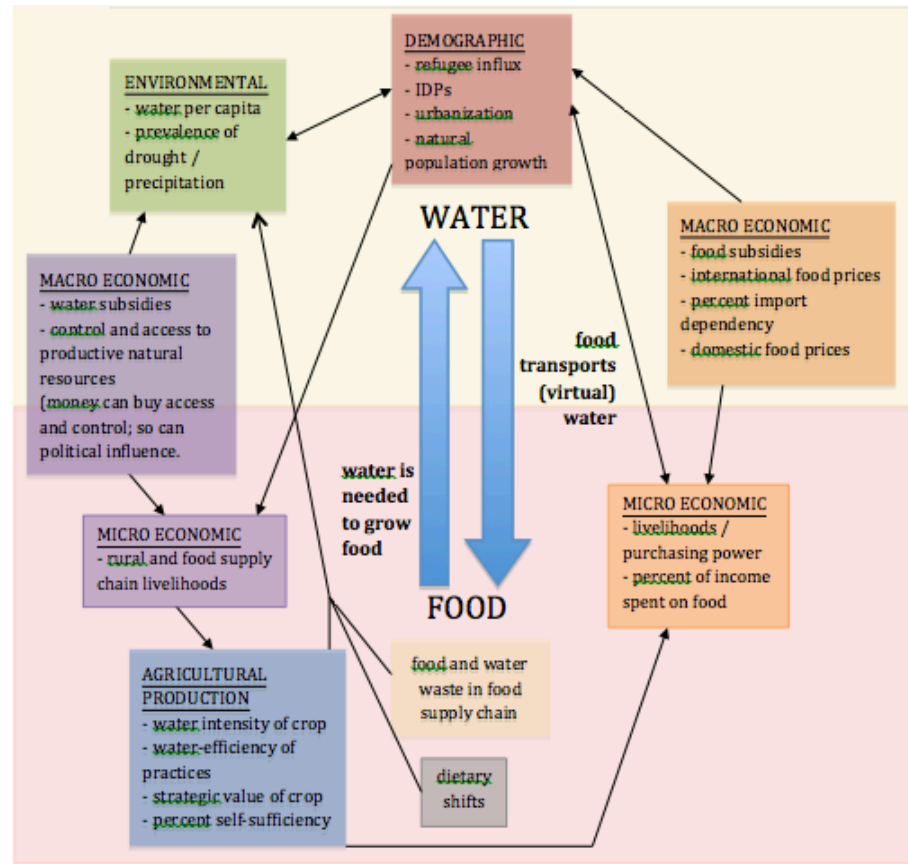 DEMOGRAPHIC
- refugee influx
- IDPs
- urbanization
- natural
population growth
ENVIRONMENTAL
- water per capita
- prevalence of
drought /
precipitation
WATER
MACRO ECONOMIC
- food subsidies
- international food prices
- percent import
dependency
- domestic food prices
MACRO ECONOMIC
- water subsidies
- control and access to
productive natural
resources
(money can buy access
and control; so can
political influence.
food
transports
(virtual)
water
water is
needed
to grow
food
MICRO ECONOMIC
- livelihoods /
purchasing power
- percent of income
spent on food
MICRO ECONOMIC
- rural and food supply
chain livelihoods
FOOD
AGRICULTURAL
PRODUCTION
- water intensity of crop
- water-efficiency of
practices
- strategic value of crop
- percent self-sufficiency
food and water
waste in food
supply chain
dietary
shifts